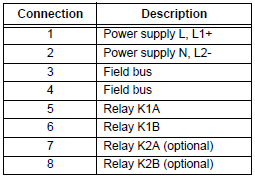 Connection Description
1 Power supply L, L1+
2 Power supply N, L2-
3 Field bus
4 Field bus
5 Relay K1A
6 Relay K1B
7 Relay K2A (optional)
8 Relay K2B (optional)